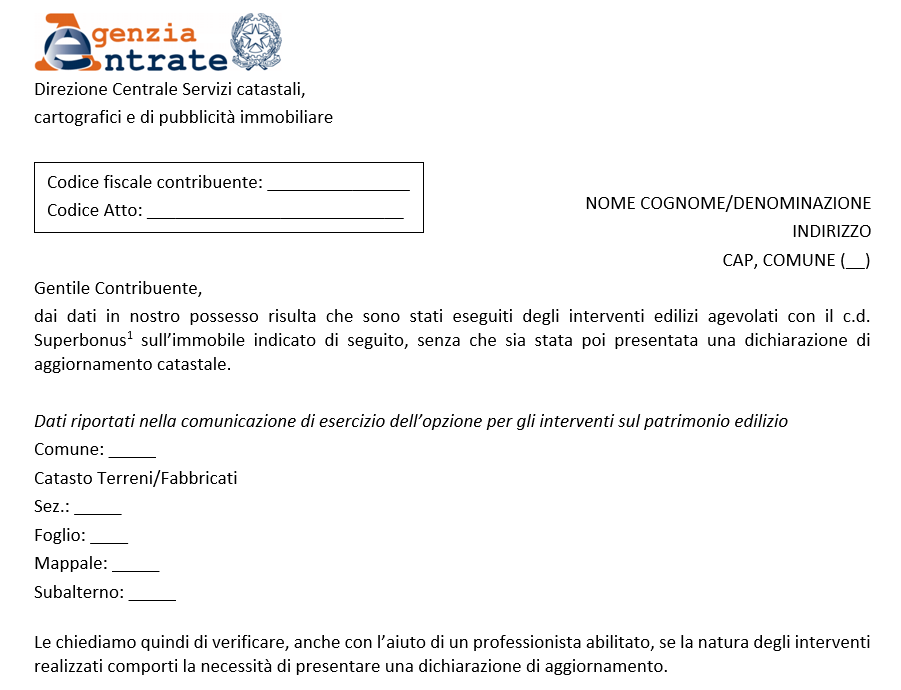 Agenzia
Entrate
Direzione Centrale Servizi catastali,
cartografici e di pubblicità immobiliare
Codice fiscale contribuente: ________________
Codice Atto: ___________________________
NOME COGNOME/DENOMINAZIONE
INDIRIZZO
CAP, COMUNE (__)
Gentile Contribuente,
dai dati in nostro possesso risulta che sono stati eseguiti degli interventi edilizi agevolati con il c.d.
Superbonus¹ sull’immobile indicato di seguito, senza che sia stata poi presentata una dichiarazione di
aggiornamento catastale.
Dati riportati nella comunicazione di esercizio dell’opzione per gli interventi sul patrimonio edilizio
Comune: _____
Catasto Terreni/Fabbricati
Sez.: _____
Foglio: ____
Mappale: _____
Subalterno: _____
Le chiediamo quindi di verificare, anche con l’aiuto di un professionista abilitato, se la natura degli interventi
realizzati comporti la necessità di presentare una dichiarazione di aggiornamento.